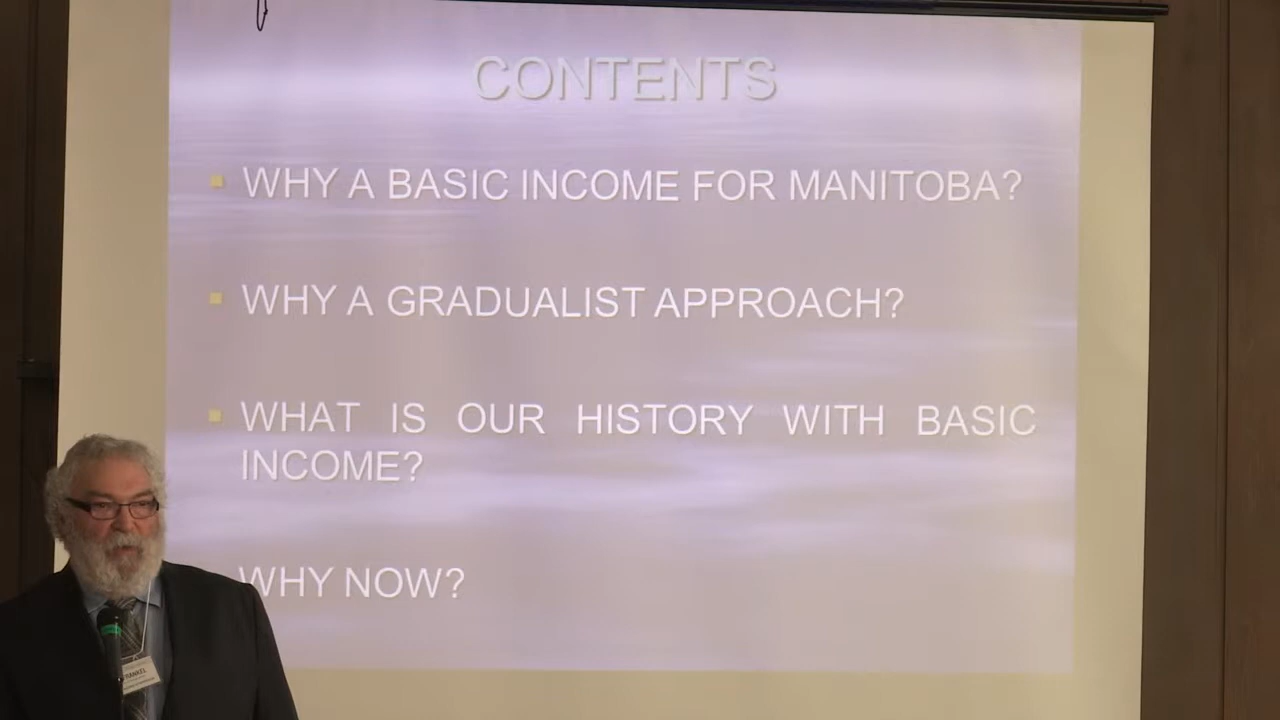 CONTENTS
WHY A BASIC INCOME FOR MANITOBA?
WHY A GRADUALIST APPROACH?
WHAT IS OUR HISTORY WITH BASIC
INCOME?
WHY NOW?